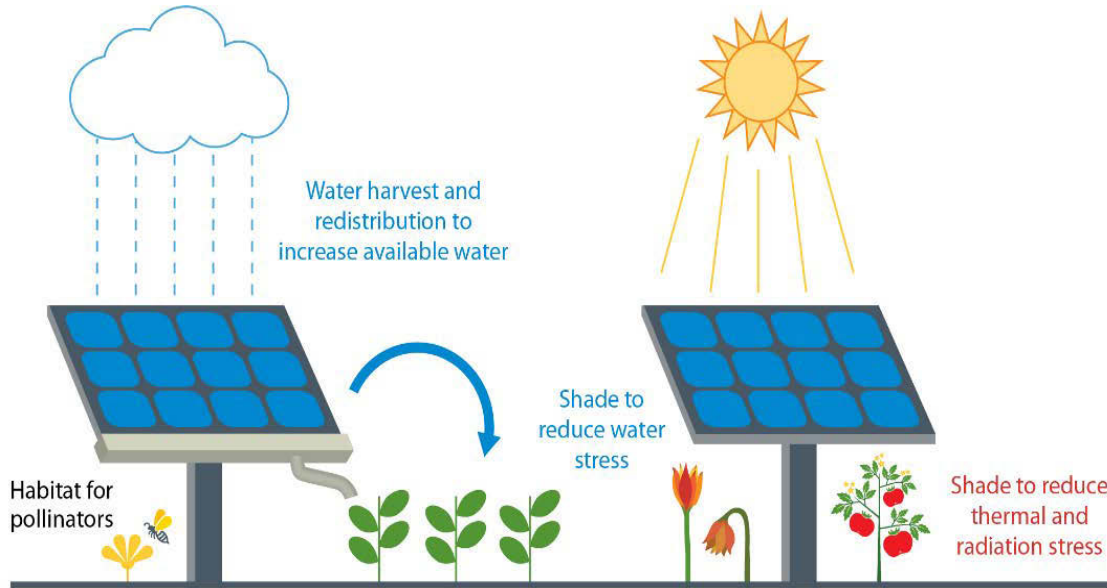 Water harvest and
redistribution to
increase available water
Shade to
reduce water
stress
Habitat for
pollinators
Shade to reduce
thermal and
radiation stress